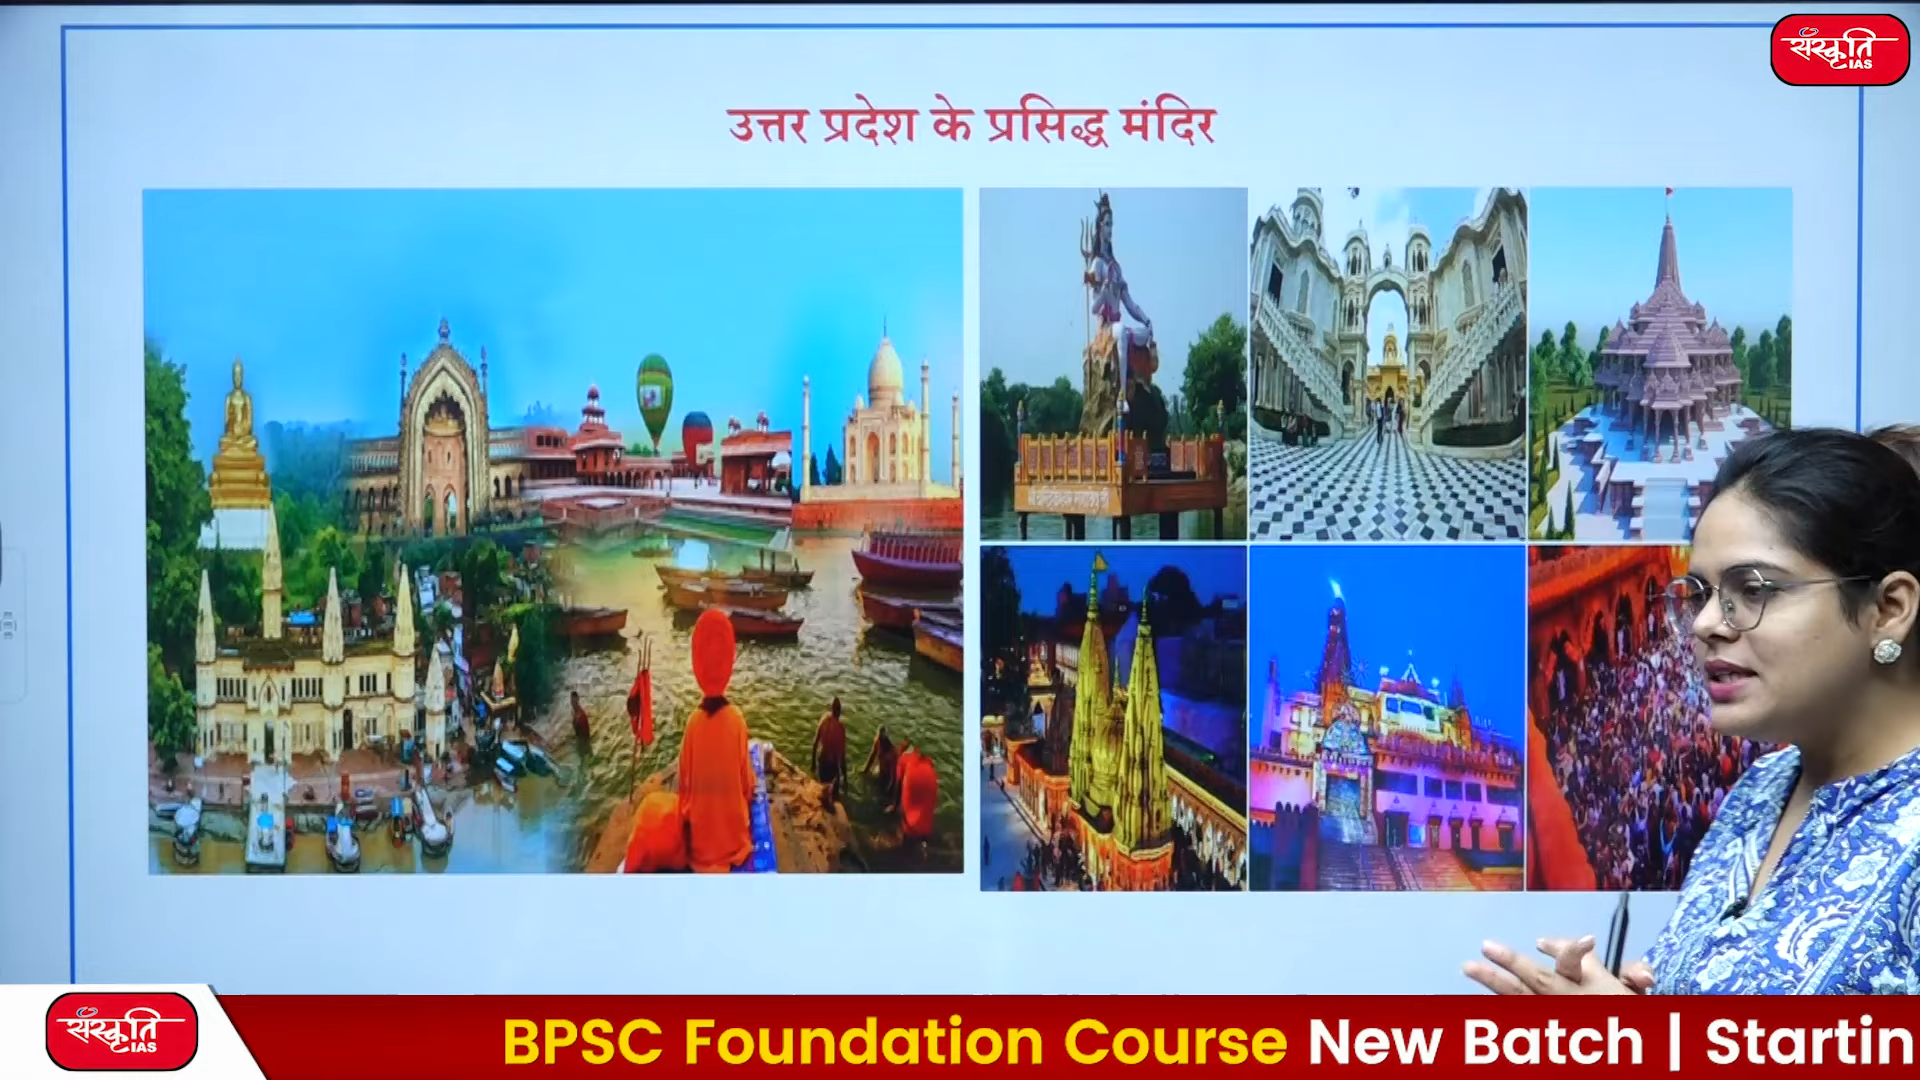 संस्कृति
IAS
उत्तर प्रदेश के प्रसिद्ध मंदिर
संस्कृति
IAS
BPSC Foundation Course New Batch | Startin